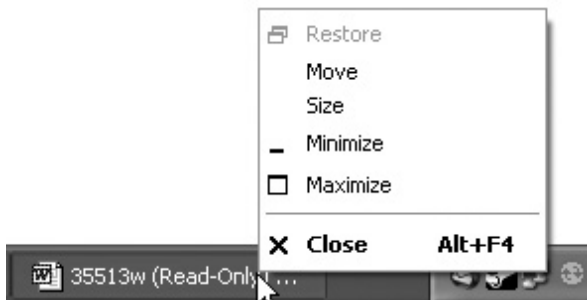 Restore
Move
Size
Minimize
Maximize
Close Alt+F4
35513w (Read-Only) ...